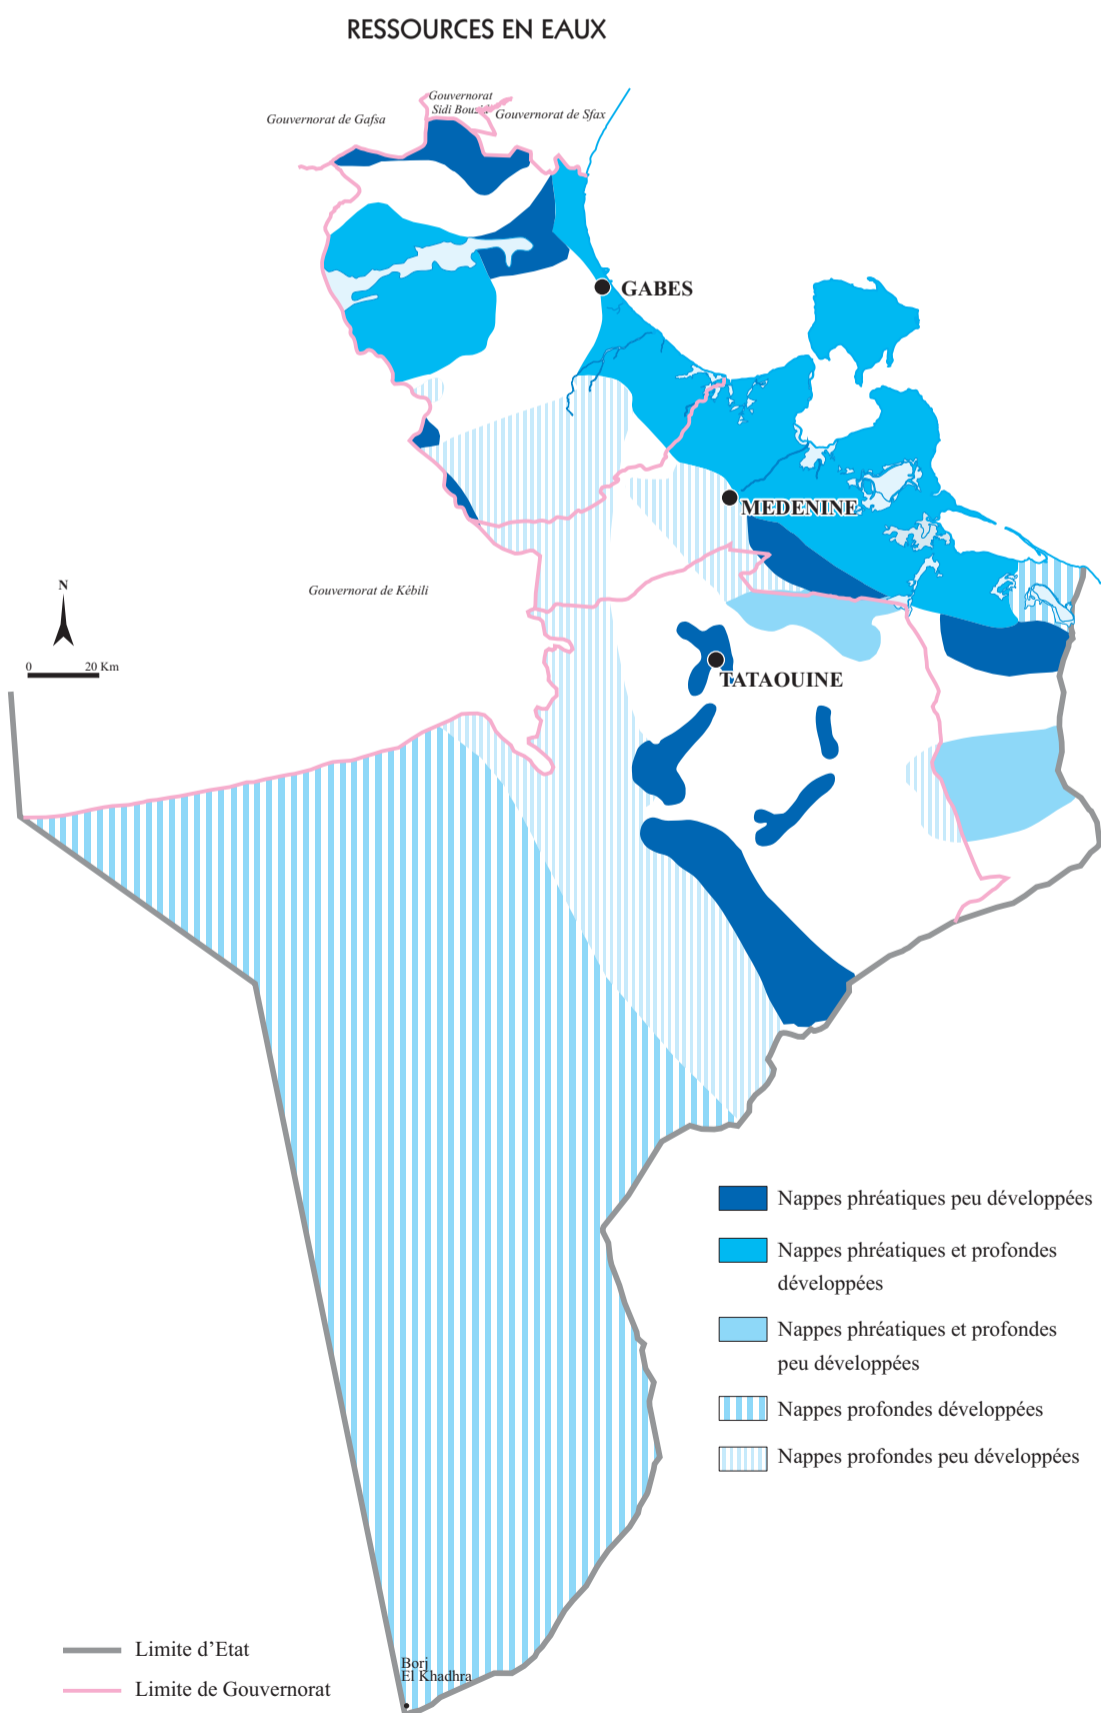 RESSOURCES EN EAUX
Gouvernorat
Sidi Bouzid
Gouvernorat de Gafsa
Gouvernorat de Sfax
GABES
MEDENINE
Gouvernorat de Kébili
N
0 20 Km
TATAOUINE
Nappes phréatiques peu développées
Nappes phréatiques et profondes
développées
Nappes phréatiques et profondes
peu développées
Nappes profondes développées
Nappes profondes peu développées
Limite d'Etat
Limite de Gouvernorat
Borj
El Khadhra